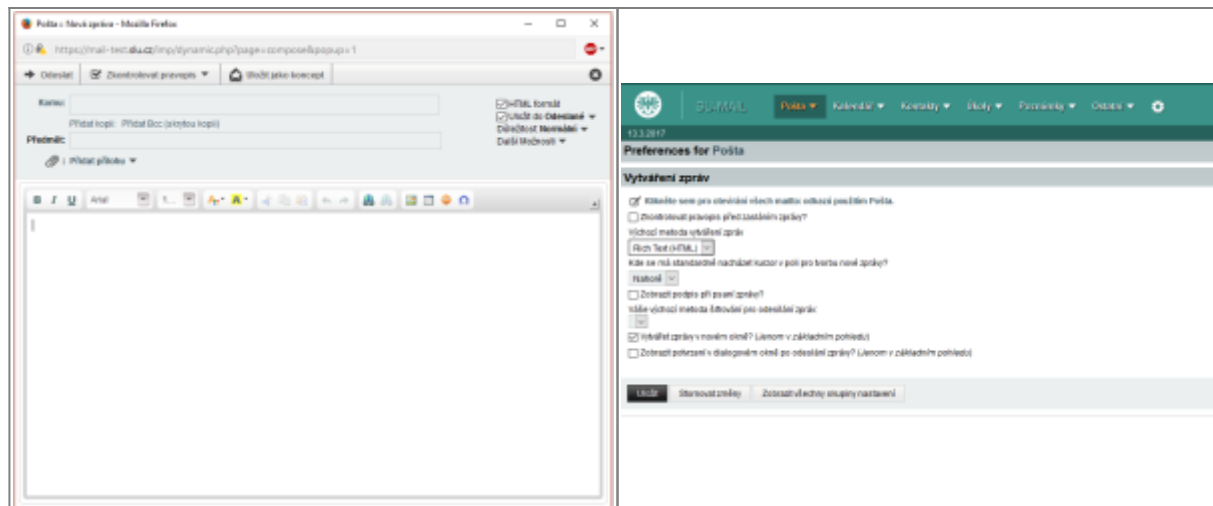 Pošta :: Nová zpráva - Mozilla Firefox
https://mail-test.slu.cz/imp/dynamic.php?page=compose&popup=1
Odeslat Zkontrolovat pravopis Uložit jako koncept
Komu:
Přidat kopii Přidat Bcc (skrytou kopii)
Předmět:
: Přidat přílohu
HTML formát
Uložit do Odeslané
Důležitost Normální
Další Možnosti
B I U Arial 1...
SU-MAIL Pošta Kalendář Kontakty Úkoly Poznámky Ostatní
13.3.2017
Preferences for Pošta
Vytváření zpráv
Klikněte sem pro otevírání všech mailto: odkazů použitím Pošta.
Zkontrolovat pravopis před zasláním zprávy?
Výchozí metoda vytváření zpráv
Rich Text (HTML)
Kde se má standardně nacházet kurzor v poli pro tvorbu nové zprávy?
Nahoře
Zobrazit podpis při psaní zprávy?
Vaše výchozí metoda šifrování pro odesílání zpráv:
Vytvářet zprávy v novém okně? (Jenom v základním pohledu)
Zobrazit potvrzení v dialogovém okně po odeslání zprávy? (Jenom v základním pohledu)
Uložit Stornovat změny Zobrazit všechny skupiny nastavení